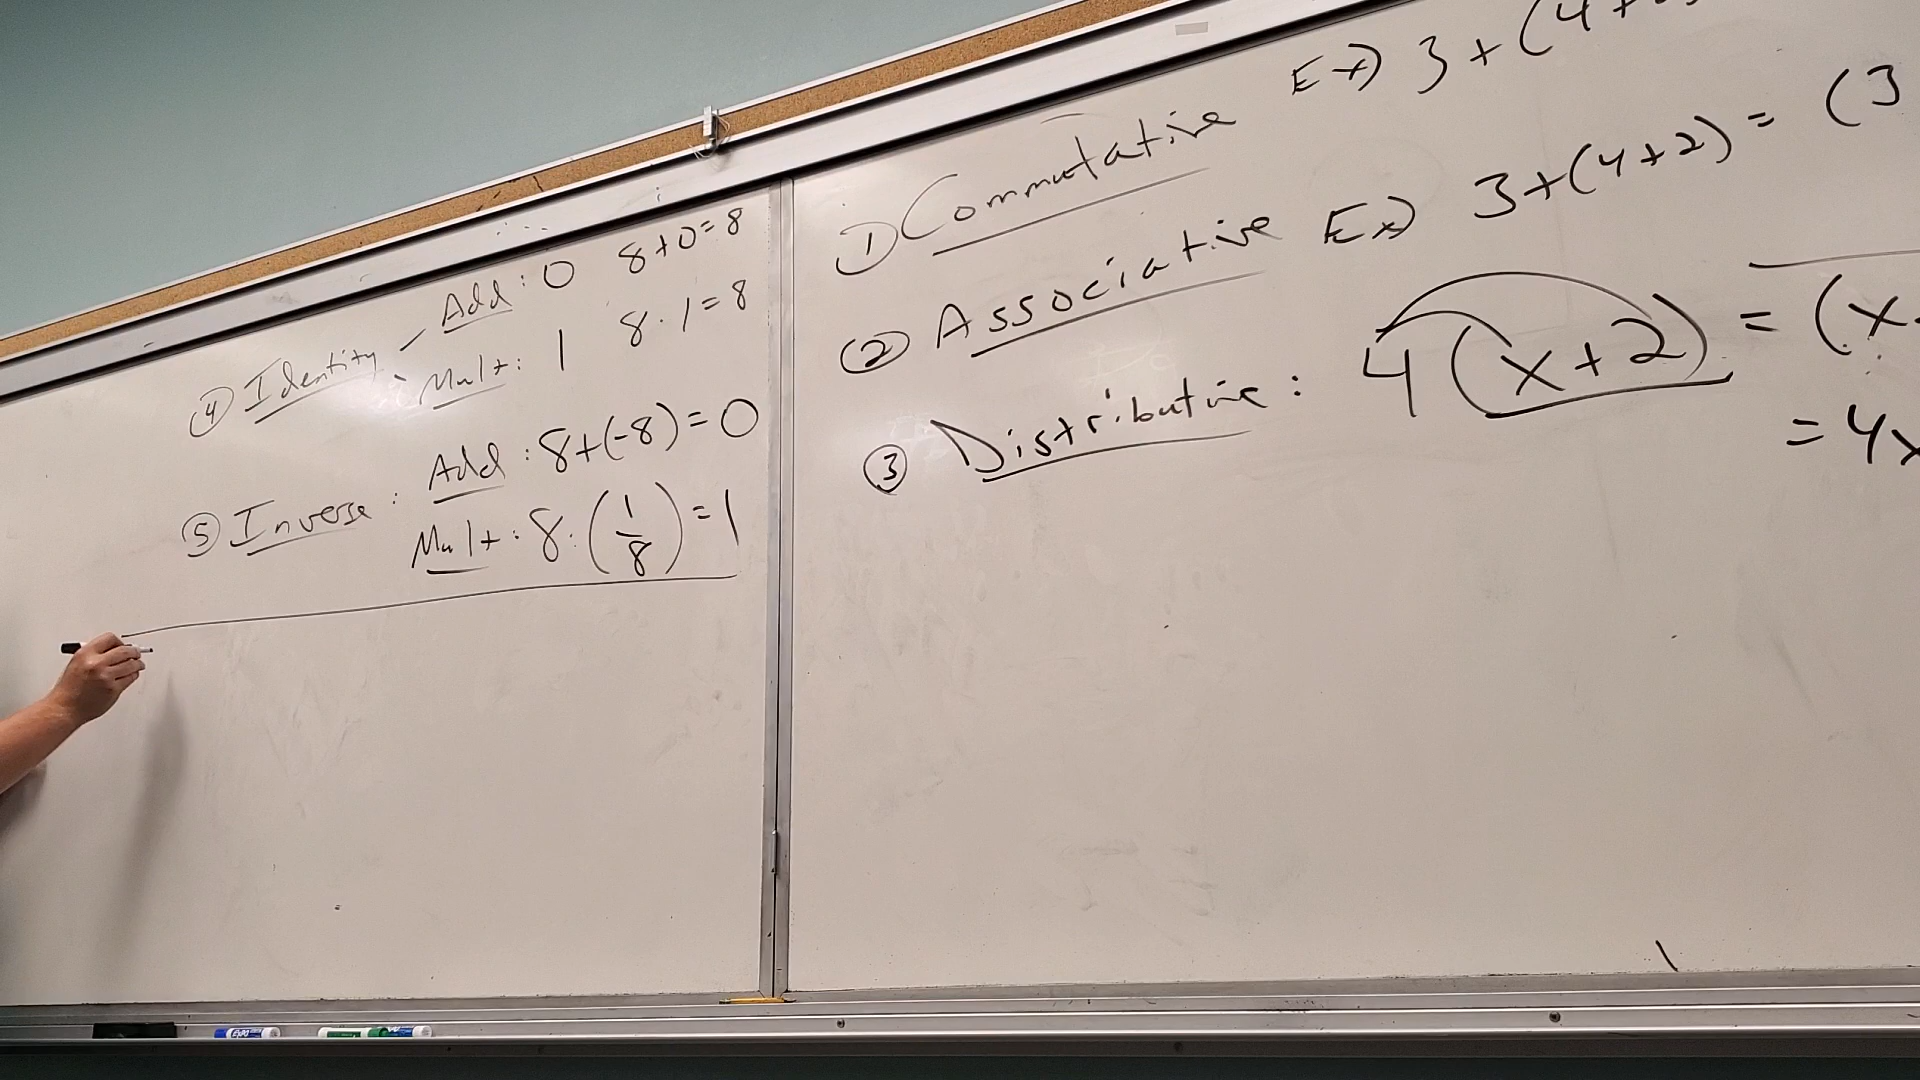 ① Commutative Ex) 3+(4+
② Associative Ex) 3+(4+2) = (3
③ Distributive: 4(x+2) = (x
= 4x
④ Identity - Add: 0 8+0=8
- Mult: 1 8·1=8
⑤ Inverse: Add: 8+(-8)=0
Mult: 8·(1/8)=1
EXPO